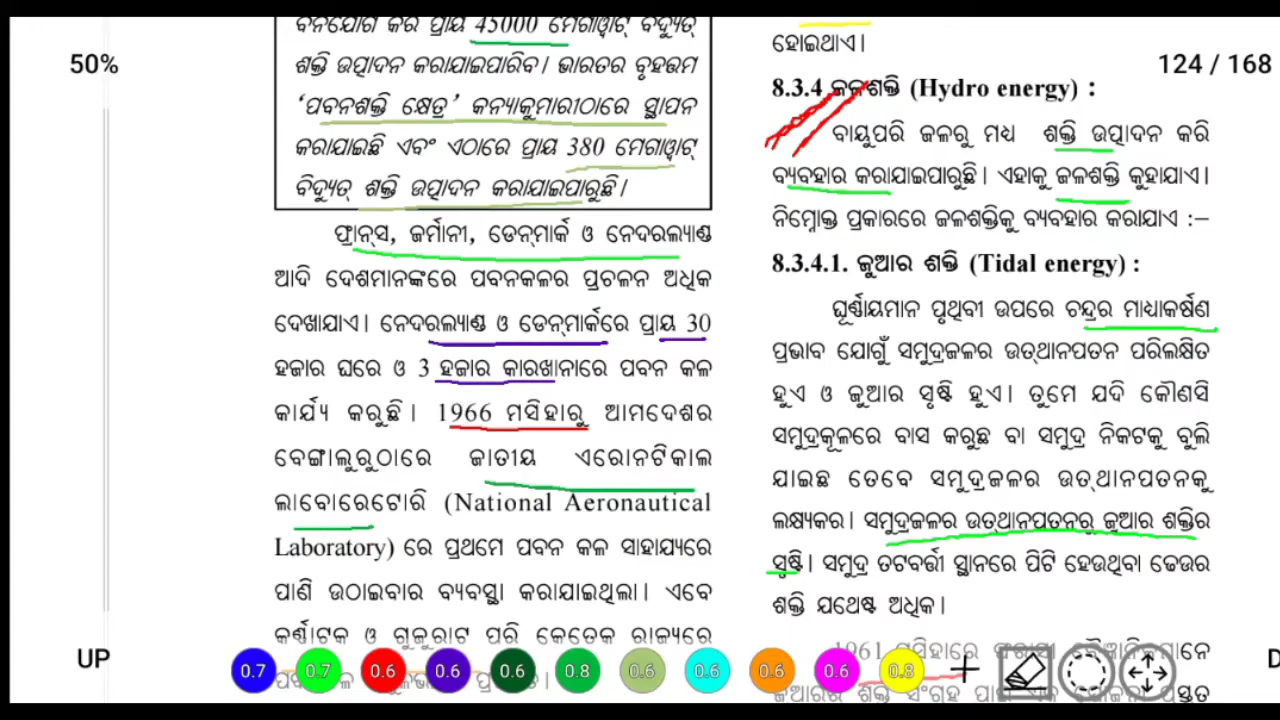 50%
ବନଯୋଗ କରି ପ୍ରାୟ 45000 ମେଗାୱାଟ୍ ବିଦ୍ୟୁତ୍
ଶକ୍ତି ଉତ୍ପାଦନ କରାଯାଇପାରିବ। ଭାରତର ବୃହତ୍ତମ
‘ପବନଶକ୍ତି କ୍ଷେତ୍ର’ କନ୍ୟାକୁମାରୀଠାରେ ସ୍ଥାପନ
କରାଯାଇଛି ଏବଂ ଏଠାରେ ପ୍ରାୟ 380 ମେଗାୱାଟ୍
ବିଦ୍ୟୁତ୍ ଶକ୍ତି ଉତ୍ପାଦନ କରାଯାଇପାରୁଛି।
ଫ୍ରାନ୍‌ସ, ଜର୍ମାନୀ, ଡେନ୍‌ମାର୍କ ଓ ନେଦରଲ୍ୟାଣ୍ଡ
ଆଦି ଦେଶମାନଙ୍କରେ ପବନକଳର ପ୍ରଚଳନ ଅଧିକ
ଦେଖାଯାଏ। ନେଦରଲ୍ୟାଣ୍ଡ ଓ ଡେନ୍‌ମାର୍କରେ ପ୍ରାୟ 30
ହଜାର ଘରେ ଓ 3 ହଜାର କାରଖାନାରେ ପବନ କଳ
କାର୍ଯ୍ୟ କରୁଛି। 1966 ମସିହାରୁ ଆମଦେଶର
ବେଙ୍ଗାଲୁରୁଠାରେ ଜାତୀୟ ଏରୋନଟିକାଲ
ଲାବୋରେଟୋରି (National Aeronautical
Laboratory) ରେ ପ୍ରଥମେ ପବନ କଳ ସାହାଯ୍ୟରେ
ପାଣି ଉଠାଇବାର ବ୍ୟବସ୍ଥା କରାଯାଇଥିଲା। ଏବେ
କର୍ଣ୍ଣାଟକ ଓ ଗୁଜୁରାଟ ପରି କେତେକ ରାଜ୍ୟରେ
UP
124 / 168
ହୋଇଥାଏ।
8.3.4 ଜଳଶକ୍ତି (Hydro energy) :
ବାୟୁପରି ଜଳରୁ ମଧ୍ୟ ଶକ୍ତି ଉତ୍ପାଦନ କରି
ବ୍ୟବହାର କରାଯାଇପାରୁଛି। ଏହାକୁ ଜଳଶକ୍ତି କୁହାଯାଏ।
ନିମ୍ନୋକ୍ତ ପ୍ରକାରରେ ଜଳଶକ୍ତିକୁ ବ୍ୟବହାର କରାଯାଏ :–
8.3.4.1. ଜୁଆର ଶକ୍ତି (Tidal energy) :
ଘୂର୍ଣ୍ଣାୟମାନ ପୃଥିବୀ ଉପରେ ଚନ୍ଦ୍ରର ମାଧ୍ୟାକର୍ଷଣ
ପ୍ରଭାବ ଯୋଗୁଁ ସମୁଦ୍ରଜଳର ଉତ୍‌ଥାନପତନ ପରିଲକ୍ଷିତ
ହୁଏ ଓ ଜୁଆର ସୃଷ୍ଟି ହୁଏ। ତୁମେ ଯଦି କୌଣସି
ସମୁଦ୍ରକୂଳରେ ବାସ କରୁଛ ବା ସମୁଦ୍ର ନିକଟକୁ ବୁଲି
ଯାଇଛ ତେବେ ସମୁଦ୍ରଜଳର ଉତ୍‌ଥାନପତନକୁ
ଲକ୍ଷ୍ୟକର। ସମୁଦ୍ରଜଳର ଉତ୍‌ଥାନପତନରୁ ଜୁଆର ଶକ୍ତିର
ସୃଷ୍ଟି। ସମୁଦ୍ର ତଟବର୍ତ୍ତୀ ସ୍ଥାନରେ ପିଟି ହେଉଥିବା ଢେଉର
ଶକ୍ତି ଯଥେଷ୍ଟ ଅଧିକ।
1961 ମସିହାରେ
0.7 0.7 0.6 0.6 0.6 0.8 0.6 0.6 0.6 0.6 0.8